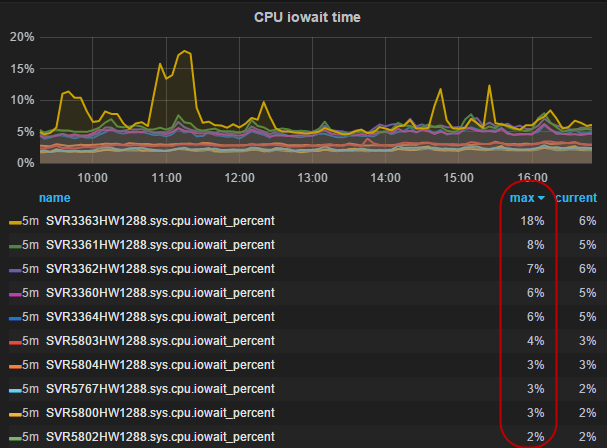 CPU iowait time
20%
15%
10%
5%
0%
10:00 11:00 12:00 13:00 14:00 15:00 16:00
name max current
5m SVR3363HW1288.sys.cpu.iowait_percent 18% 6%
5m SVR3361HW1288.sys.cpu.iowait_percent 8% 5%
5m SVR3362HW1288.sys.cpu.iowait_percent 7% 6%
5m SVR3360HW1288.sys.cpu.iowait_percent 6% 5%
5m SVR3364HW1288.sys.cpu.iowait_percent 6% 5%
5m SVR5803HW1288.sys.cpu.iowait_percent 4% 3%
5m SVR5804HW1288.sys.cpu.iowait_percent 3% 3%
5m SVR5767HW1288.sys.cpu.iowait_percent 3% 2%
5m SVR5800HW1288.sys.cpu.iowait_percent 3% 2%
5m SVR5802HW1288.sys.cpu.iowait_percent 2% 2%